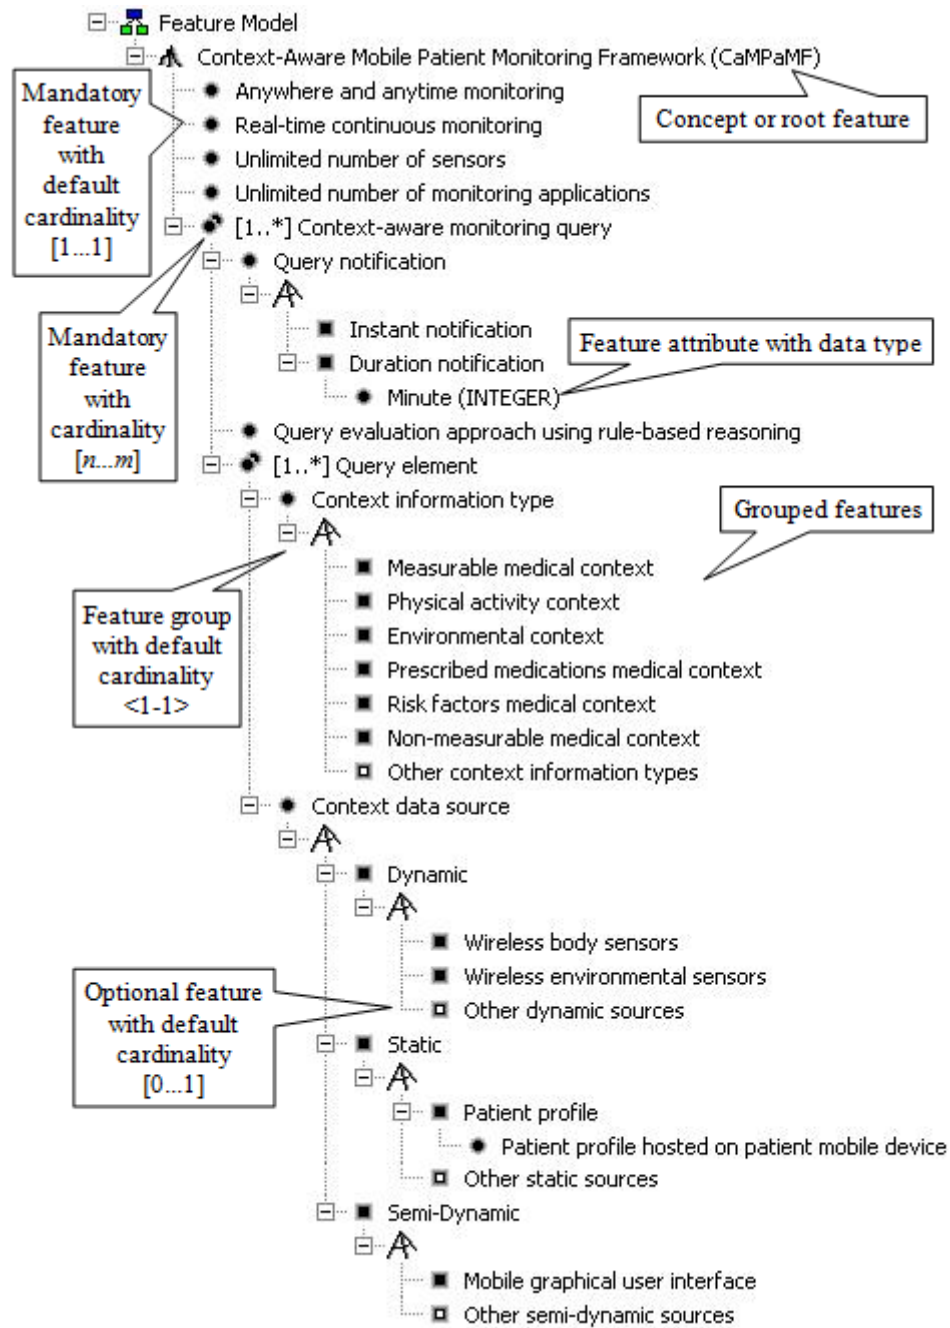 Feature Model
Context-Aware Mobile Patient Monitoring Framework (CaMPaMF)
Mandatory
feature
with
default
cardinality
[1...1]
Anywhere and anytime monitoring
Concept or root feature
Real-time continuous monitoring
Unlimited number of sensors
Unlimited number of monitoring applications
[1..*] Context-aware monitoring query
Query notification
Mandatory
feature
with
cardinality
[n...m]
Instant notification
Feature attribute with data type
Duration notification
Minute (INTEGER)
Query evaluation approach using rule-based reasoning
[1..*] Query element
Context information type
Grouped features
Feature group
with default
cardinality
<1-1>
Measurable medical context
Physical activity context
Environmental context
Prescribed medications medical context
Risk factors medical context
Non-measurable medical context
Other context information types
Context data source
Dynamic
Wireless body sensors
Wireless environmental sensors
Other dynamic sources
Optional feature
with default
cardinality
[0...1]
Static
Patient profile
Patient profile hosted on patient mobile device
Other static sources
Semi-Dynamic
Mobile graphical user interface
Other semi-dynamic sources